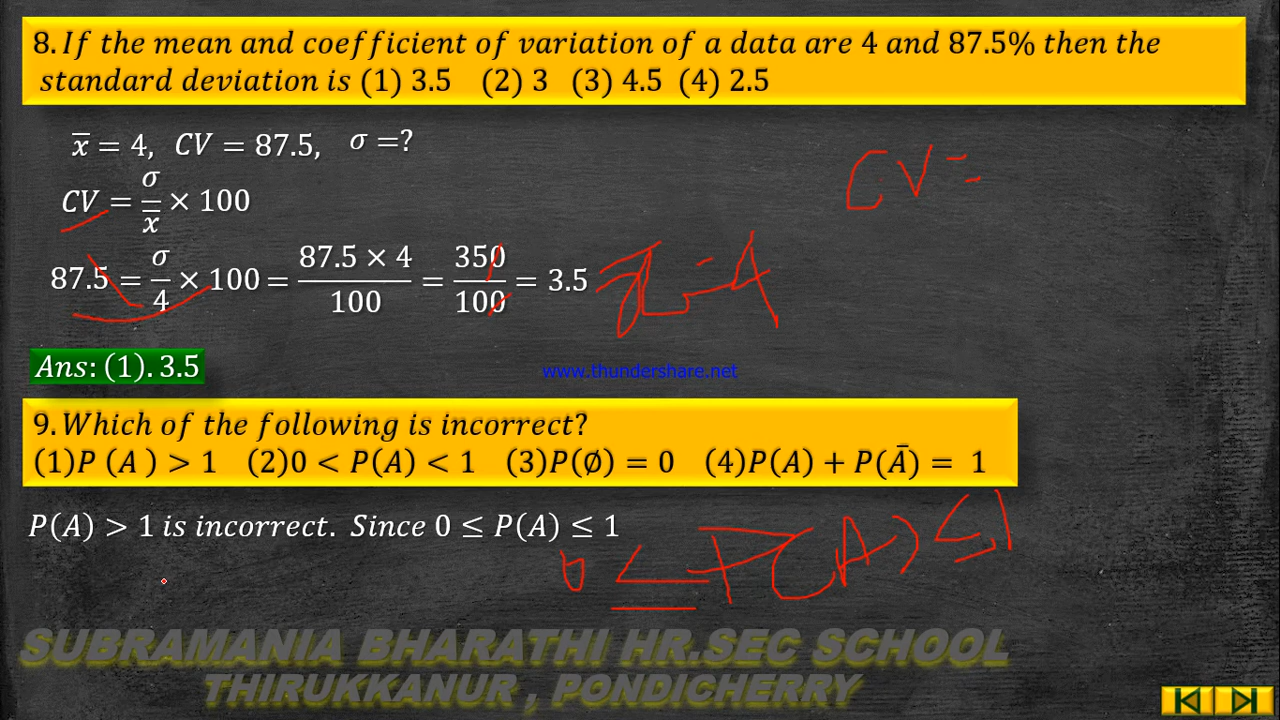 8. If the mean and coefficient of variation of a data are 4 and 87.5% then the
standard deviation is (1) 3.5 (2) 3 (3) 4.5 (4) 2.5
x̅ = 4, CV = 87.5, σ =?
CV = σ/x̅ × 100
CV =
87.5 = σ/4 × 100 = (87.5 × 4)/100 = 350/100 = 3.5
x = 4
Ans: (1). 3.5
www.thundershare.net
9. Which of the following is incorrect?
(1)P (A ) > 1 (2)0 < P(A) < 1 (3)P(ø) = 0 (4)P(A) + P(Ā) = 1
P(A) > 1 is incorrect. Since 0 ≤ P(A) ≤ 1
0 ≤ P(A) ≤ 1
SUBRAMANIA BHARATHI HR.SEC SCHOOL
THIRUKKANUR , PONDICHERRY